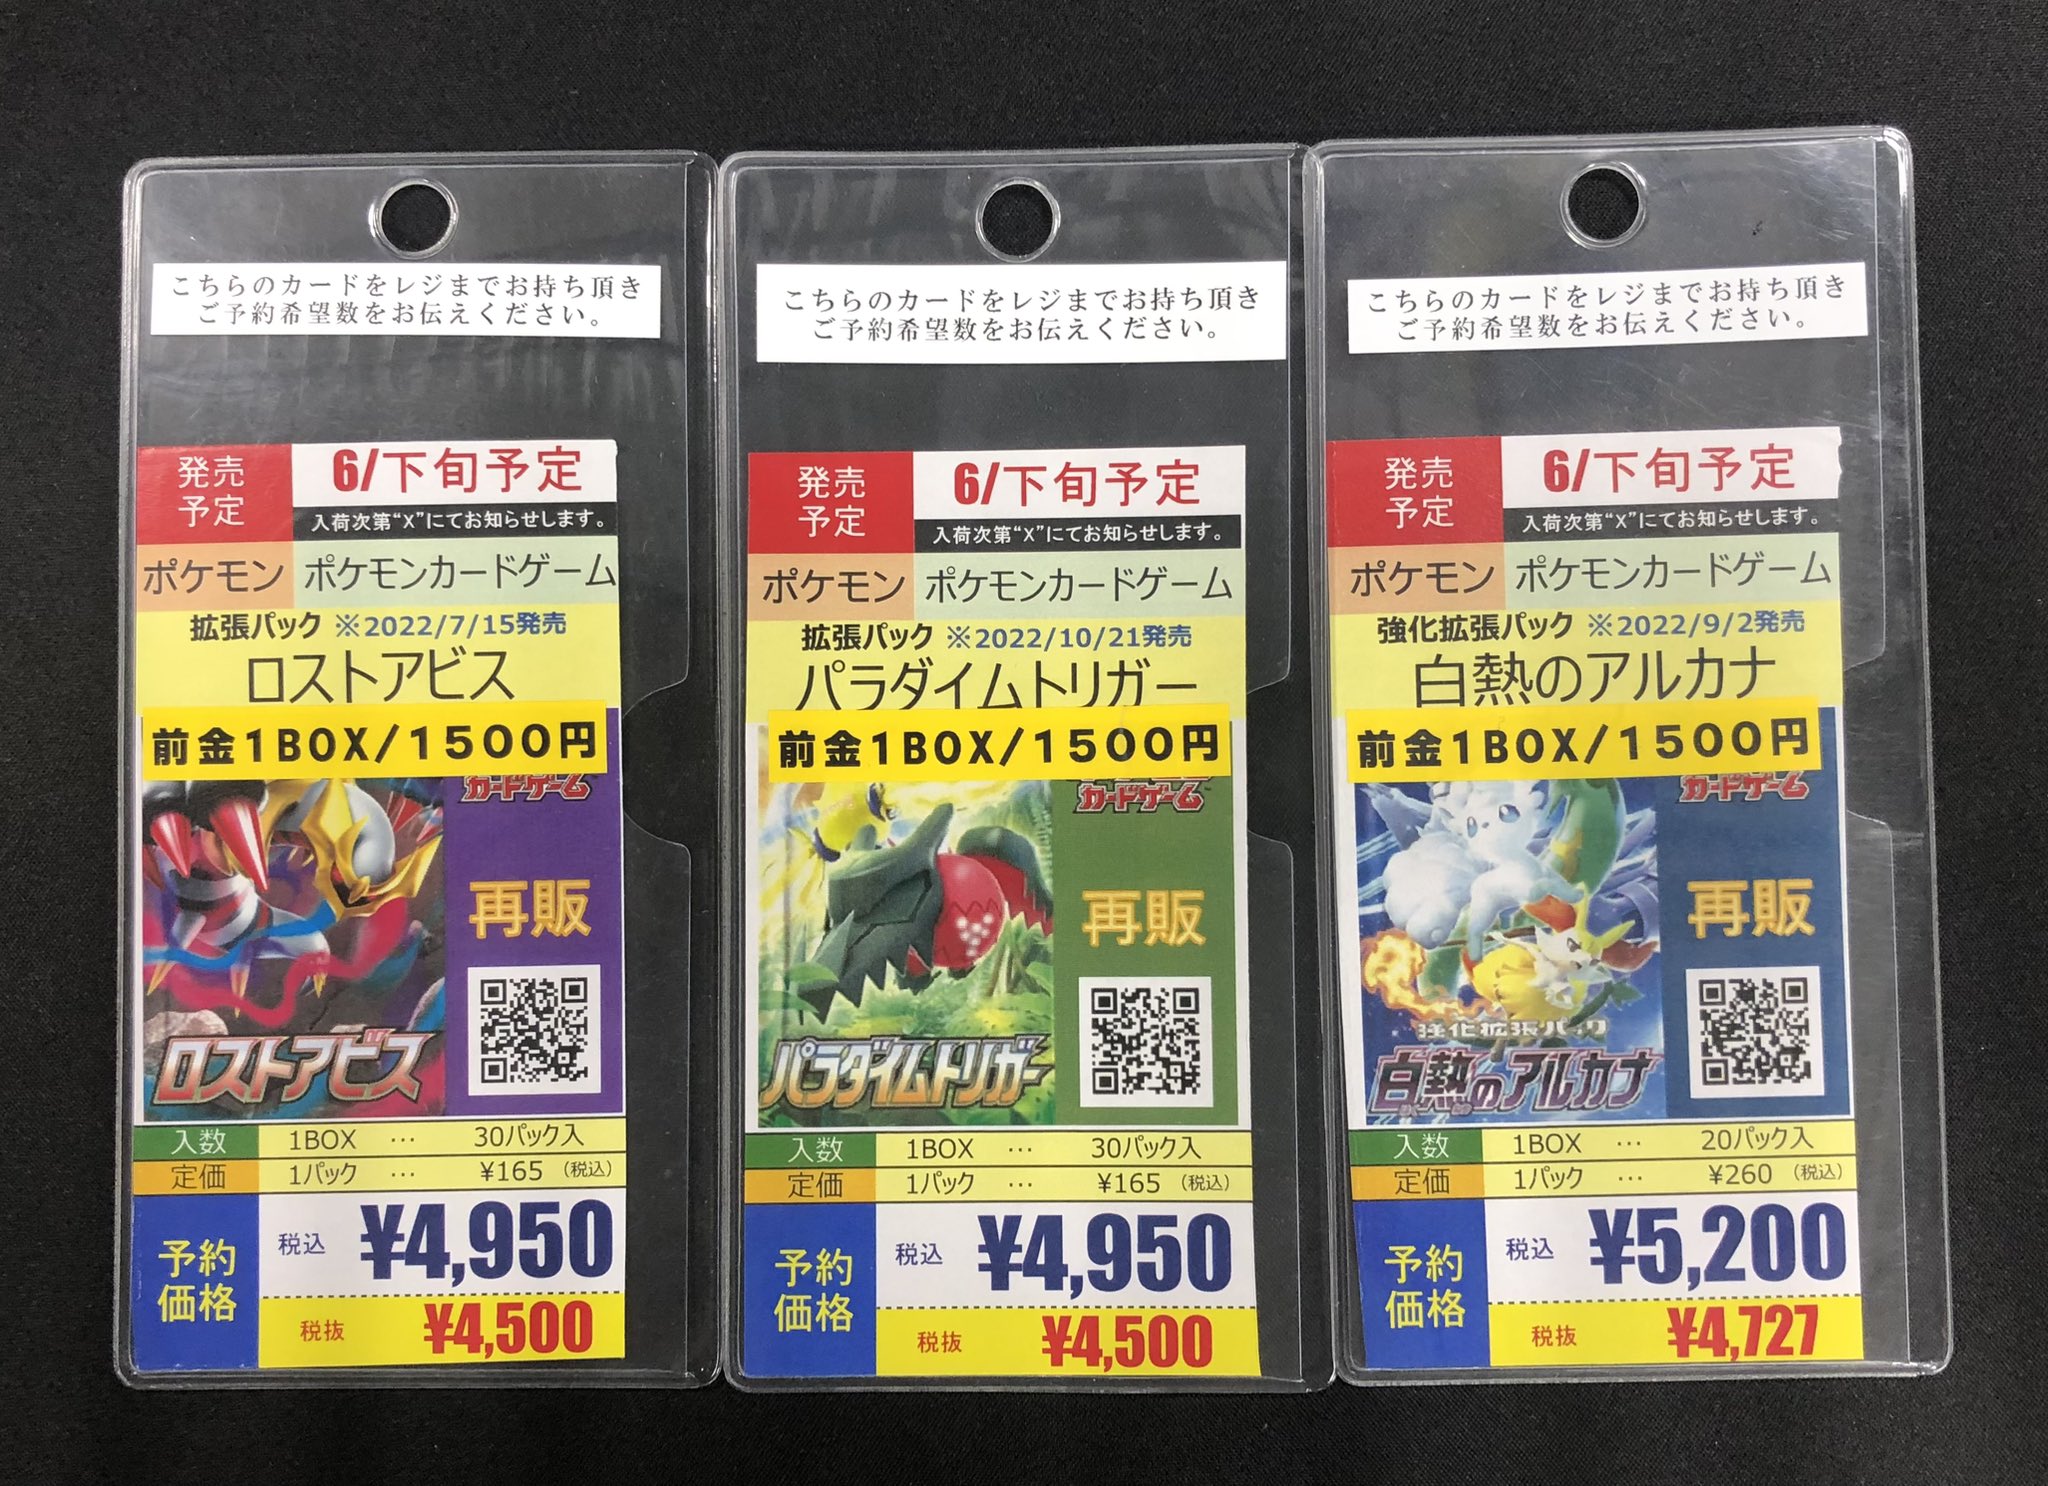 こちらのカードをレジまでお持ち頂き
ご予約希望数をお伝えください。
発売
予定
6/下旬予定
入荷次第“X”にてお知らせします。
ポケモン
ポケモンカードゲーム
拡張パック ※2022/7/15発売
ロストアビス
前金1BOX/1500円
カードゲーム
再販
ロストアビス
入数 1BOX … 30パック入
定価 1パック … ¥165 (税込)
予約
価格
税込 ¥4,950
税抜 ¥4,500
こちらのカードをレジまでお持ち頂き
ご予約希望数をお伝えください。
発売
予定
6/下旬予定
入荷次第“X”にてお知らせします。
ポケモン
ポケモンカードゲーム
拡張パック ※2022/10/21発売
パラダイムトリガー
前金1BOX/1500円
カードゲーム
再販
パラダイムトリガー
入数 1BOX … 30パック入
定価 1パック … ¥165 (税込)
予約
価格
税込 ¥4,950
税抜 ¥4,500
こちらのカードをレジまでお持ち頂き
ご予約希望数をお伝えください。
発売
予定
6/下旬予定
入荷次第“X”にてお知らせします。
ポケモン
ポケモンカードゲーム
強化拡張パック ※2022/9/2発売
白熱のアルカナ
前金1BOX/1500円
カードゲーム
再販
強化拡張パック
白熱のアルカナ
入数 1BOX … 20パック入
定価 1パック … ¥260 (税込)
予約
価格
税込 ¥5,200
税抜 ¥4,727